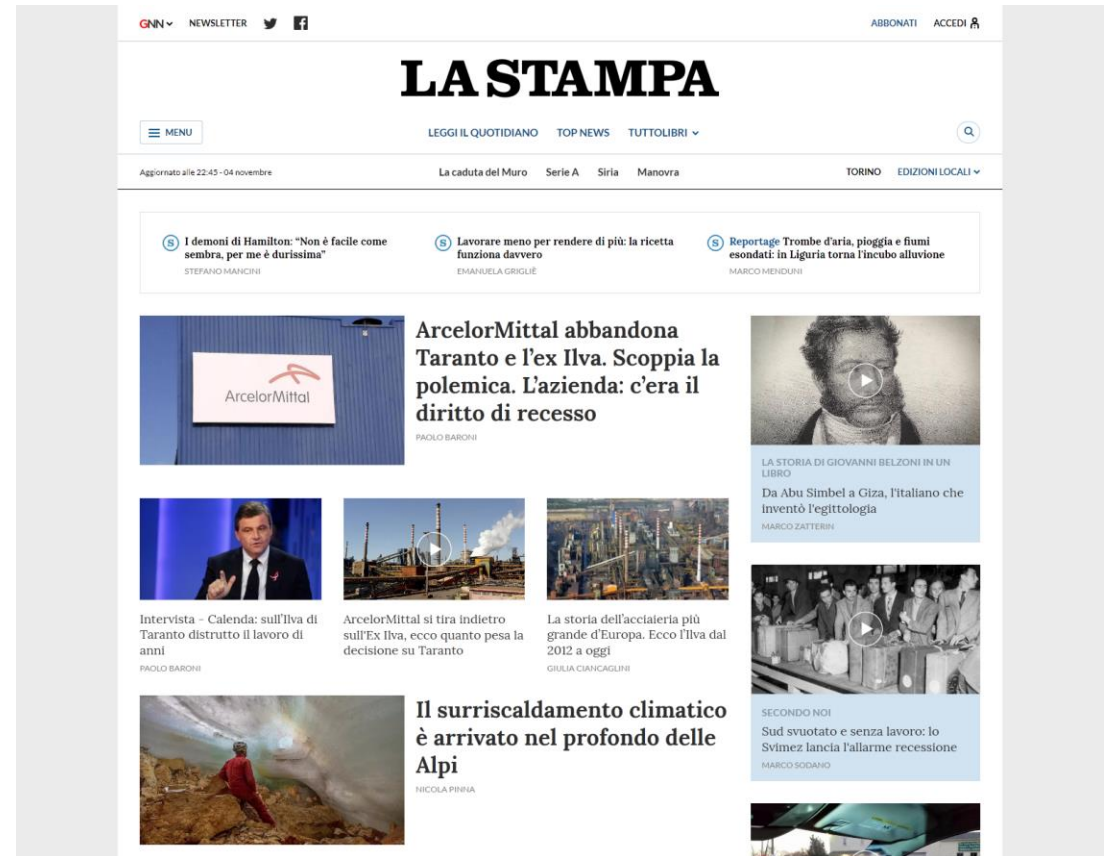 GNN NEWSLETTER
ABBONATI ACCEDI
LA STAMPA
MENU
LEGGI IL QUOTIDIANO TOP NEWS TUTTOLIBRI
Aggiornato alle 22:45 - 04 novembre
La caduta del Muro Serie A Siria Manovra
TORINO EDIZIONI LOCALI
S I demoni di Hamilton: “Non è facile come
sembra, per me è durissima”
STEFANO MANCINI
S Lavorare meno per rendere di più: la ricetta
funziona davvero
EMANUELA GRIGLIÉ
S Reportage Trombe d'aria, pioggia e fiumi
esondati: in Liguria torna l'incubo alluvione
MARCO MENDUNI
ArcelorMittal
ArcelorMittal abbandona
Taranto e l’ex Ilva. Scoppia la
polemica. L’azienda: c’era il
diritto di recesso
PAOLO BARONI
Intervista - Calenda: sull’Ilva di
Taranto distrutto il lavoro di
anni
PAOLO BARONI
ArcelorMittal si tira indietro
sull'Ex Ilva, ecco quanto pesa la
decisione su Taranto
La storia dell’acciaieria più
grande d’Europa. Ecco l’Ilva dal
2012 a oggi
GIULIA CIANCAGLINI
Il surriscaldamento climatico
è arrivato nel profondo delle
Alpi
NICOLA PINNA
LA STORIA DI GIOVANNI BELZONI IN UN
LIBRO
Da Abu Simbel a Giza, l'italiano che
inventò l'egittologia
MARCO ZATTERIN
SECONDO NOI
Sud svuotato e senza lavoro: lo
Svimez lancia l'allarme recessione
MARCO SODANO